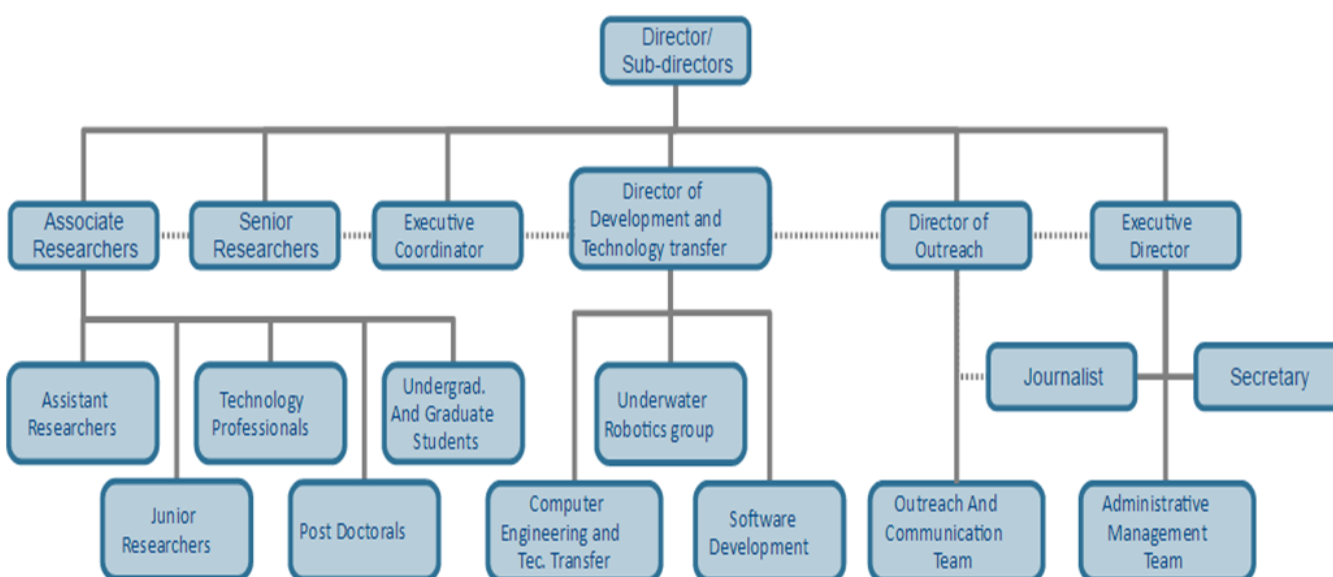 Director/
Sub-directors
Associate
Researchers
Senior
Researchers
Executive
Coordinator
Director of
Development and
Technology transfer
Director of
Outreach
Executive
Director
Assistant
Researchers
Technology
Professionals
Undergrad.
And Graduate
Students
Underwater
Robotics group
Journalist
Secretary
Junior
Researchers
Post Doctorals
Computer
Engineering and
Tec. Transfer
Software
Development
Outreach And
Communication
Team
Administrative
Management
Team